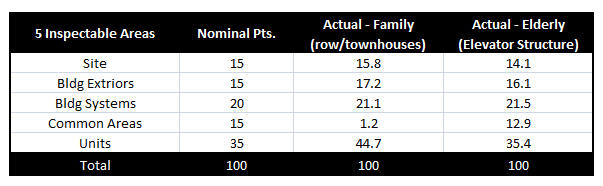 5 Inspectable Areas Nominal Pts. Actual - Family (row/townhouses) Actual - Elderly (Elevator Structure)
Site 15 15.8 14.1
Bldg Extriors 15 17.2 16.1
Bldg Systems 20 21.1 21.5
Common Areas 15 1.2 12.9
Units 35 44.7 35.4
Total 100 100 100